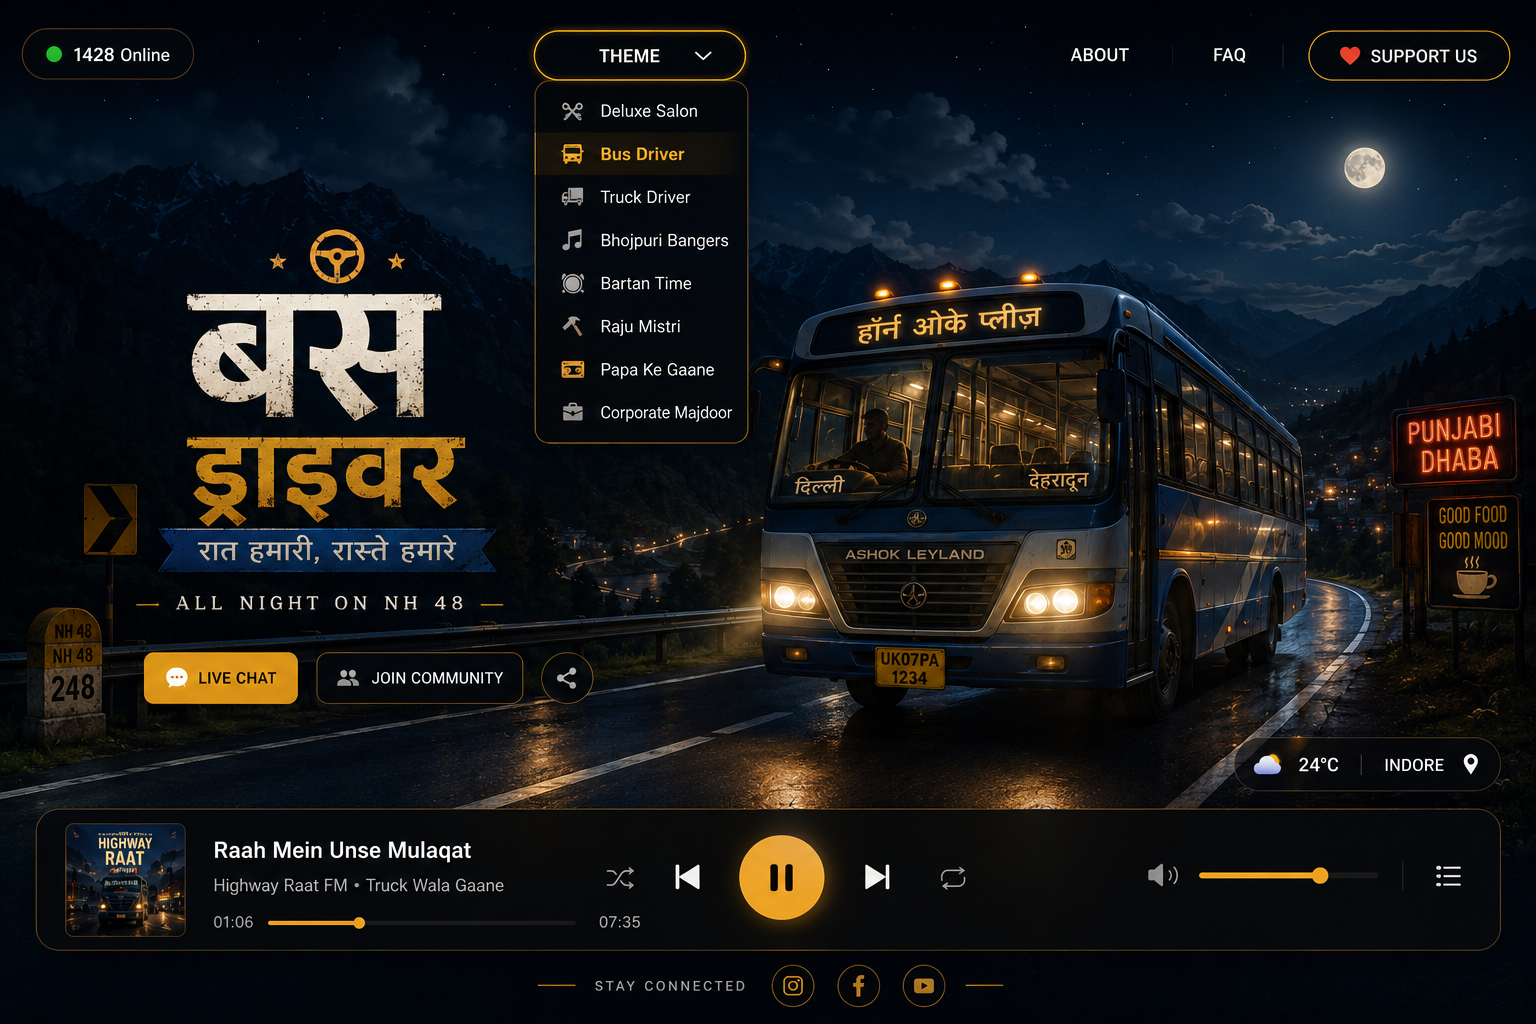 1428 Online
THEME
ABOUT
FAQ
SUPPORT US
Deluxe Salon
Bus Driver
Truck Driver
Bhojpuri Bangers
Bartan Time
Raju Mistri
Papa Ke Gaane
Corporate Majdoor
बस
ड्राइवर
रात हमारी, रास्ते हमारे
ALL NIGHT ON NH 48
NH 48
NH 48
248
LIVE CHAT
JOIN COMMUNITY
हॉर्न ओके प्लीज़
दिल्ली
देहरादून
ASHOK LEYLAND
UK07PA
1234
PUNJABI
DHABA
GOOD FOOD
GOOD MOOD
24°C
INDORE
HIGHWAY
RAAT
Raah Mein Unse Mulaqat
Highway Raat FM • Truck Wala Gaane
01:06
07:35
STAY CONNECTED